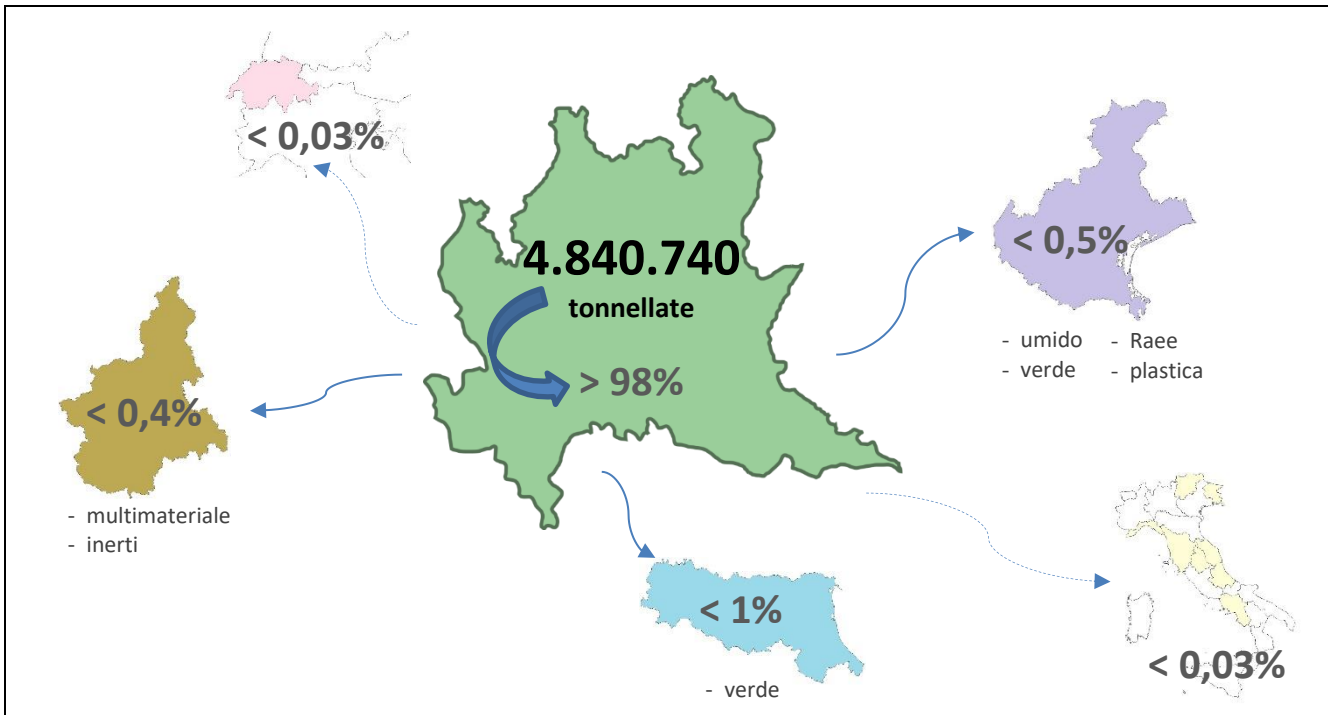 < 0,03%
4.840.740
tonnellate
> 98%
< 0,5%
- umido - Raee
- verde - plastica
< 0,4%
- multimateriale
- inerti
< 1%
- verde
< 0,03%